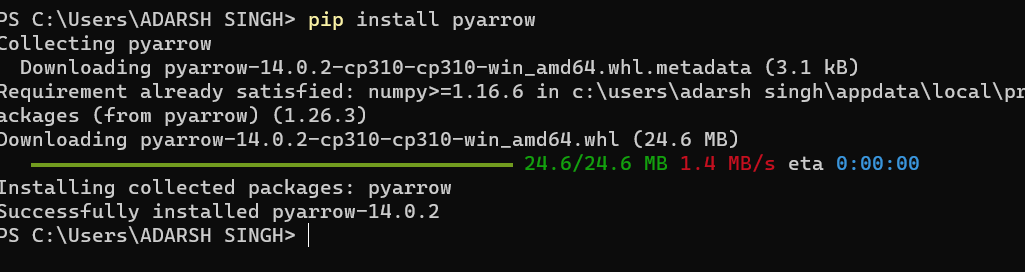 PS C:\Users\ADARSH SINGH> pip install pyarrow
Collecting pyarrow
Downloading pyarrow-14.0.2-cp310-cp310-win_amd64.whl.metadata (3.1 kB)
Requirement already satisfied: numpy>=1.16.6 in c:\users\adarsh singh\appdata\local\pr
ackages (from pyarrow) (1.26.3)
Downloading pyarrow-14.0.2-cp310-cp310-win_amd64.whl (24.6 MB)
24.6/24.6 MB 1.4 MB/s eta 0:00:00
Installing collected packages: pyarrow
Successfully installed pyarrow-14.0.2
PS C:\Users\ADARSH SINGH>